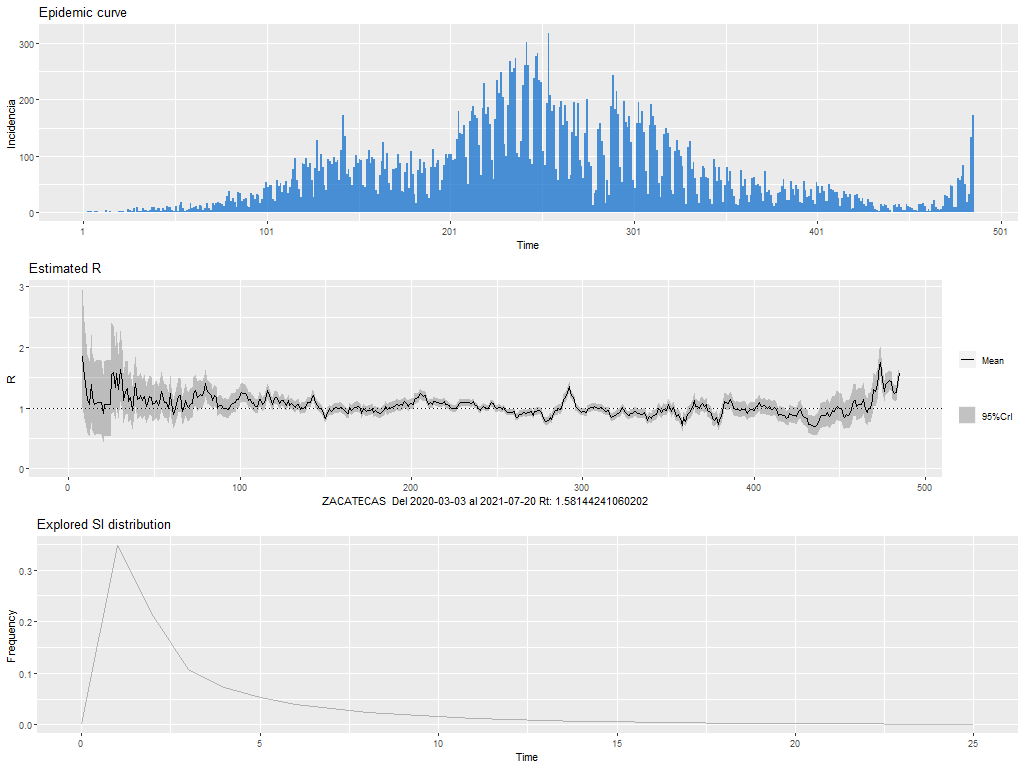 Epidemic curve
Incidencia
300
200
100
0
1
101
201
301
401
501
Time
Estimated R
R
3
2
1
0
Mean
95%CrI
0
100
200
300
400
500
ZACATECAS Del 2020-03-03 al 2021-07-20 Rt: 1.58144241060202
Explored SI distribution
Frequency
0.3
0.2
0.1
0.0
0
5
10
15
20
25
Time